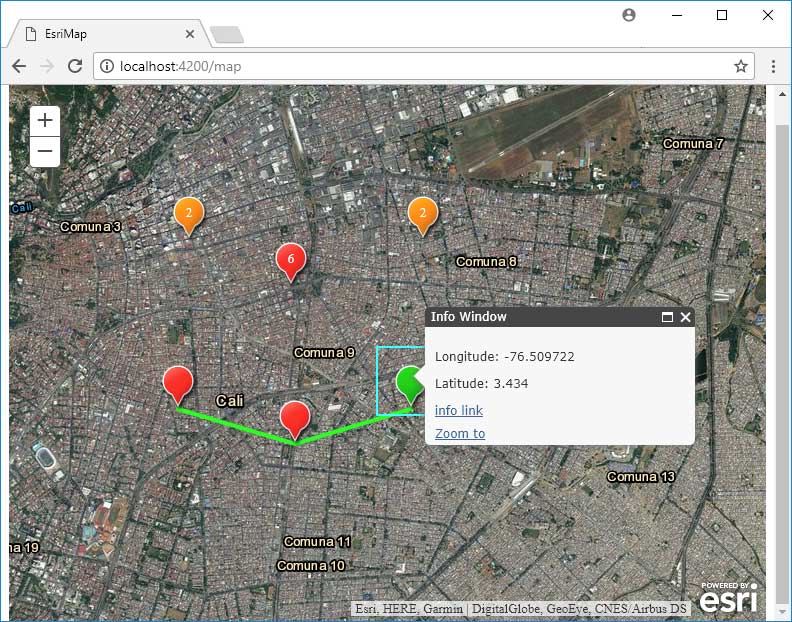 EsriMap
localhost:4200/map
+
−
Comuna 7
Cali
2
2
Comuna 3
6
Comuna 8
Info Window
Longitude: -76.509722
Comuna 9
Latitude: 3.434
Cali
info link
Zoom to
Comuna 13
Comuna 11
na 19
Comuna 10
POWERED BY
esri
Esri, HERE, Garmin | DigitalGlobe, GeoEye, CNES/Airbus DS